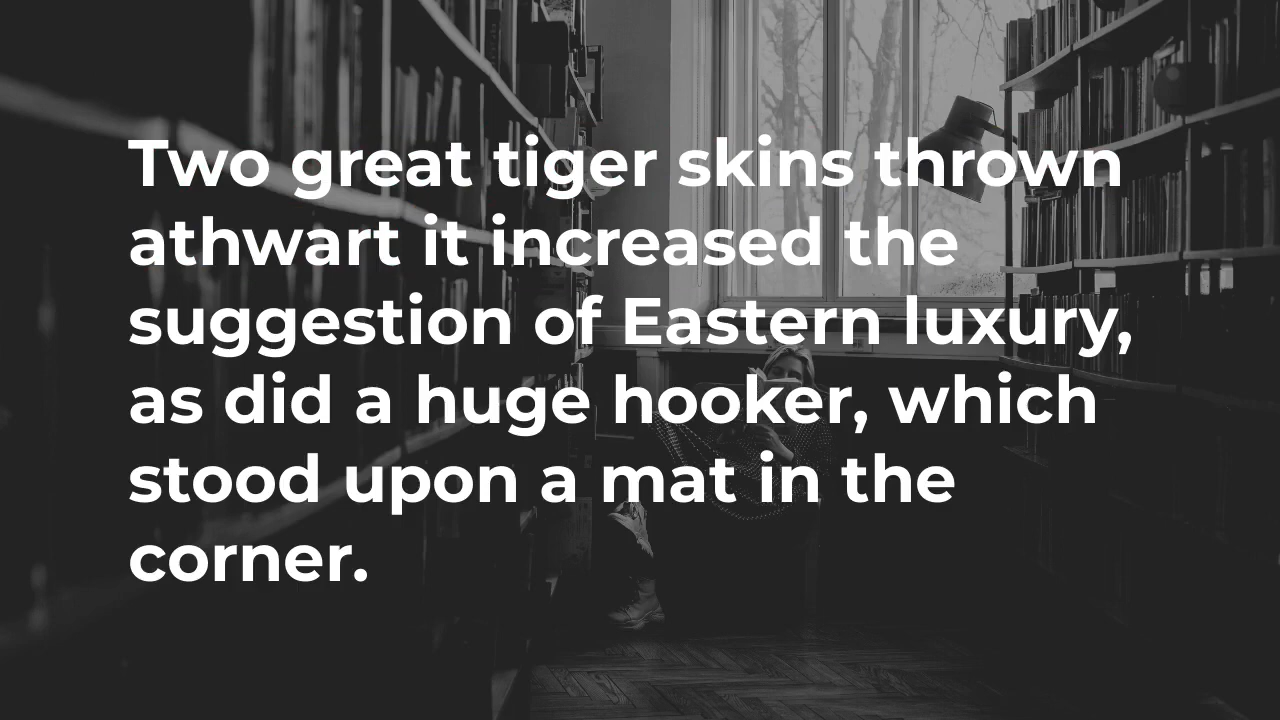 Two great tiger skins thrown
athwart it increased the
suggestion of Eastern luxury,
as did a huge hooker, which
stood upon a mat in the
corner.